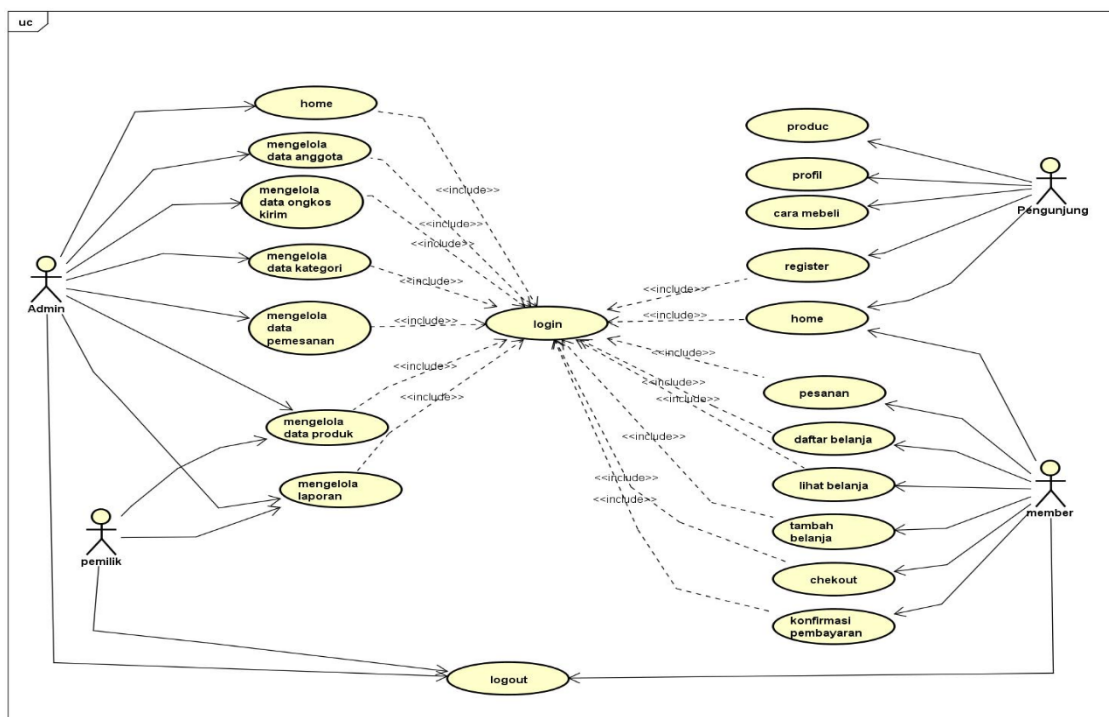 uc
home
mengelola
data anggota
mengelola
data ongkos
kirim
mengelola
data kategori
mengelola
data
pemesanan
mengelola
data produk
mengelola
laporan
Admin
pemilik
<<include>>
<<include>>
<<include>>
<<include>>
<<include>>
<<include>>
<<include>>
login
logout
<<include>>
<<include>>
<<include>>
<<include>>
<<include>>
<<include>>
<<include>>
<<include>>
produc
profil
cara mebeli
register
home
pesanan
daftar belanja
lihat belanja
tambah
belanja
chekout
konfirmasi
pembayaran
Pengunjung
member